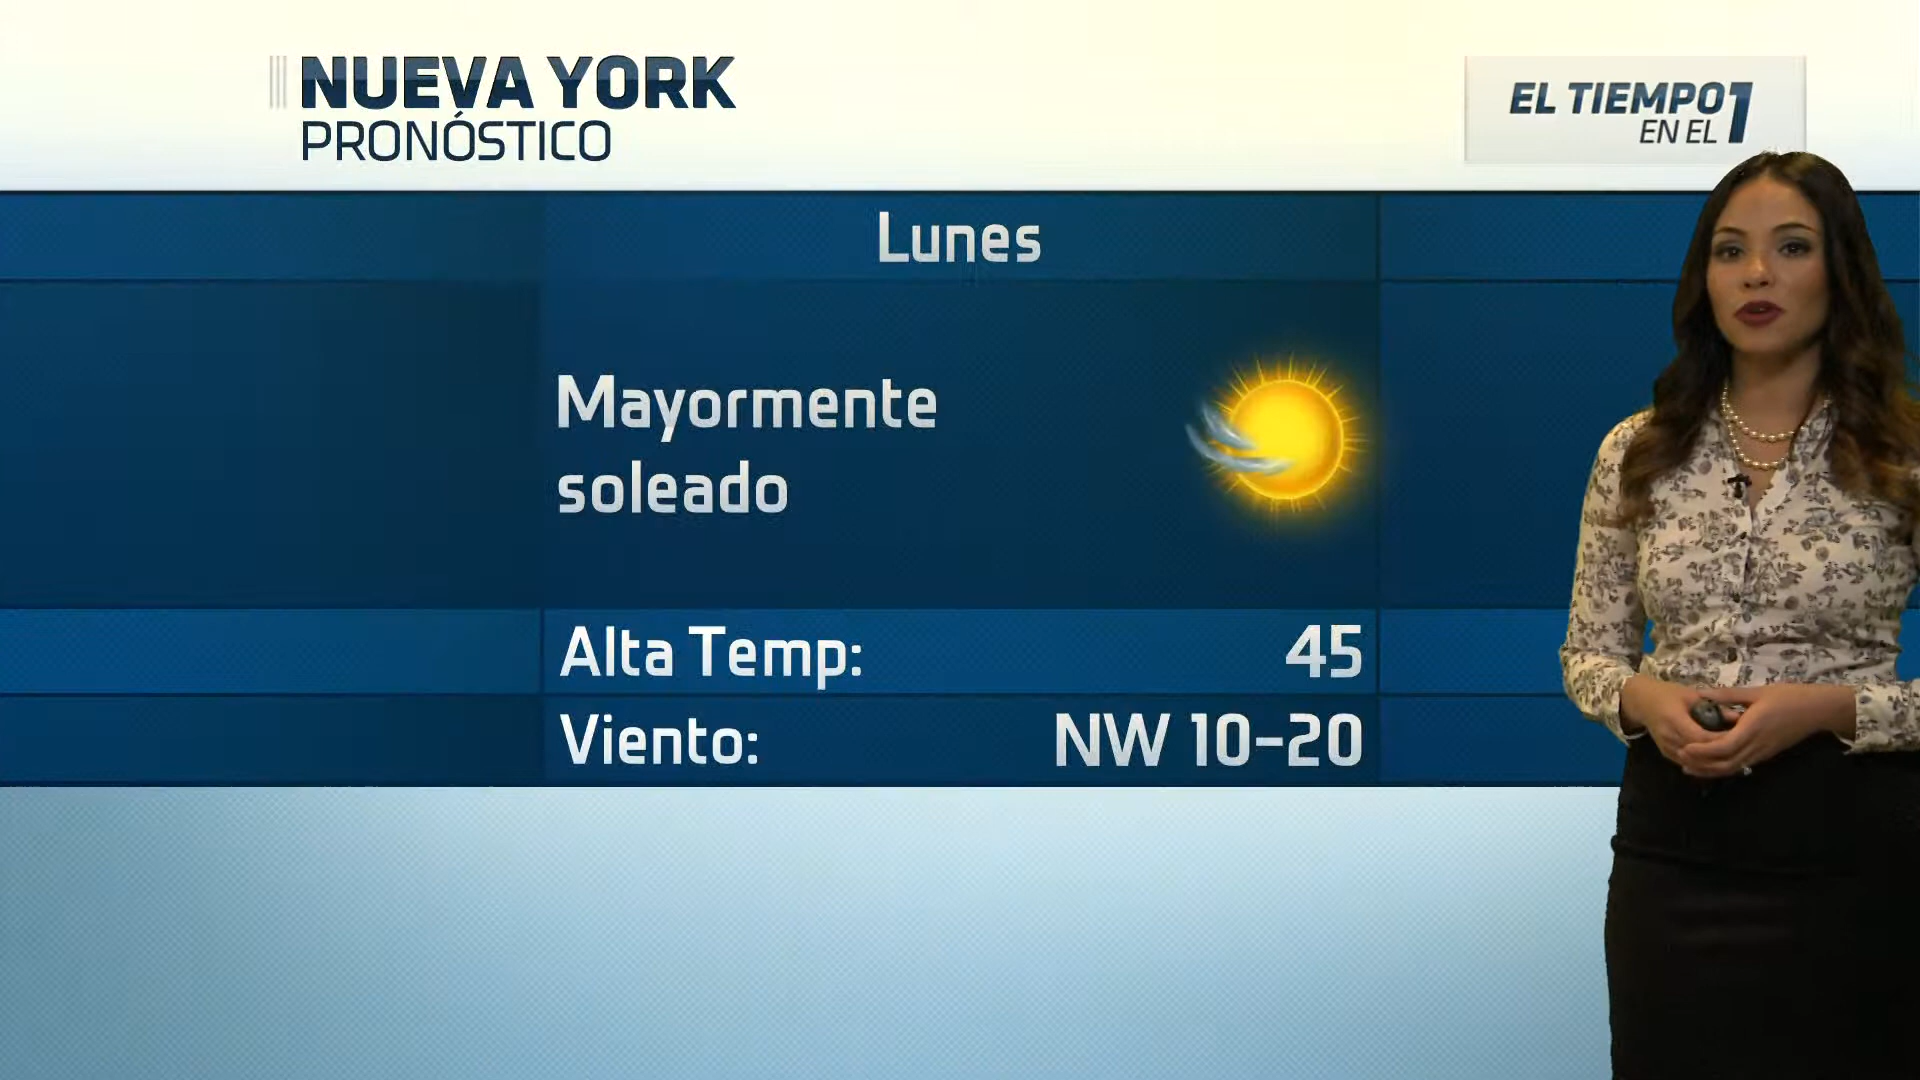 NUEVA YORK
PRONÓSTICO
EL TIEMPO
EN EL 1
Lunes
Mayormente
soleado
Alta Temp: 45
Viento: NW 10-20